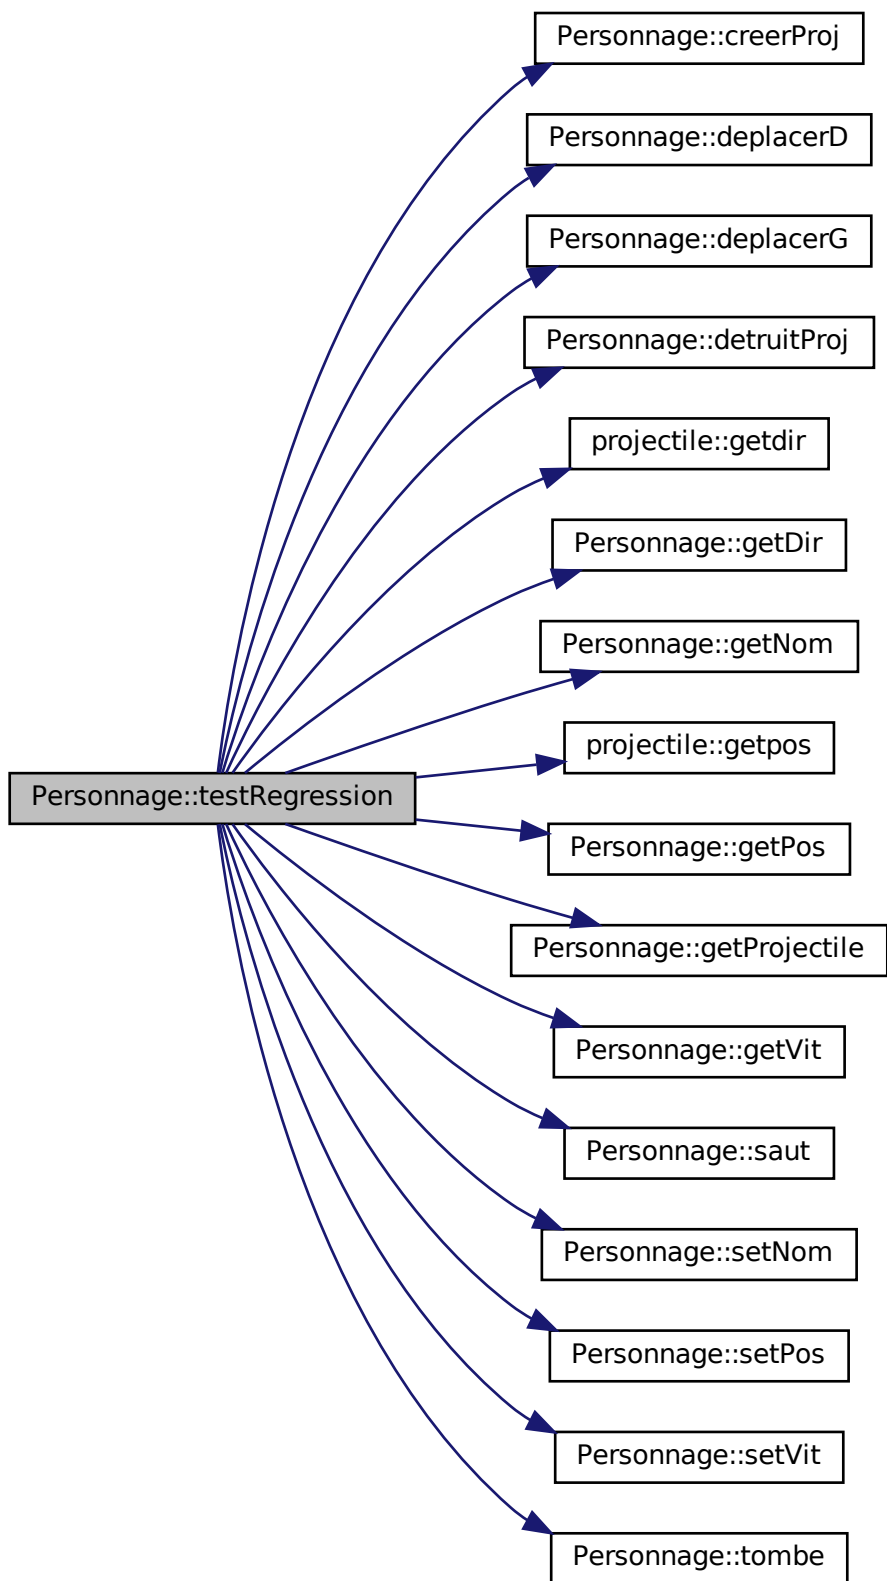 Personnage::creerProj
Personnage::deplacerD
Personnage::deplacerG
Personnage::detruitProj
projectile::getdir
Personnage::getDir
Personnage::getNom
projectile::getpos
Personnage::testRegression
Personnage::getPos
Personnage::getProjectile
Personnage::getVit
Personnage::saut
Personnage::setNom
Personnage::setPos
Personnage::setVit
Personnage::tombe